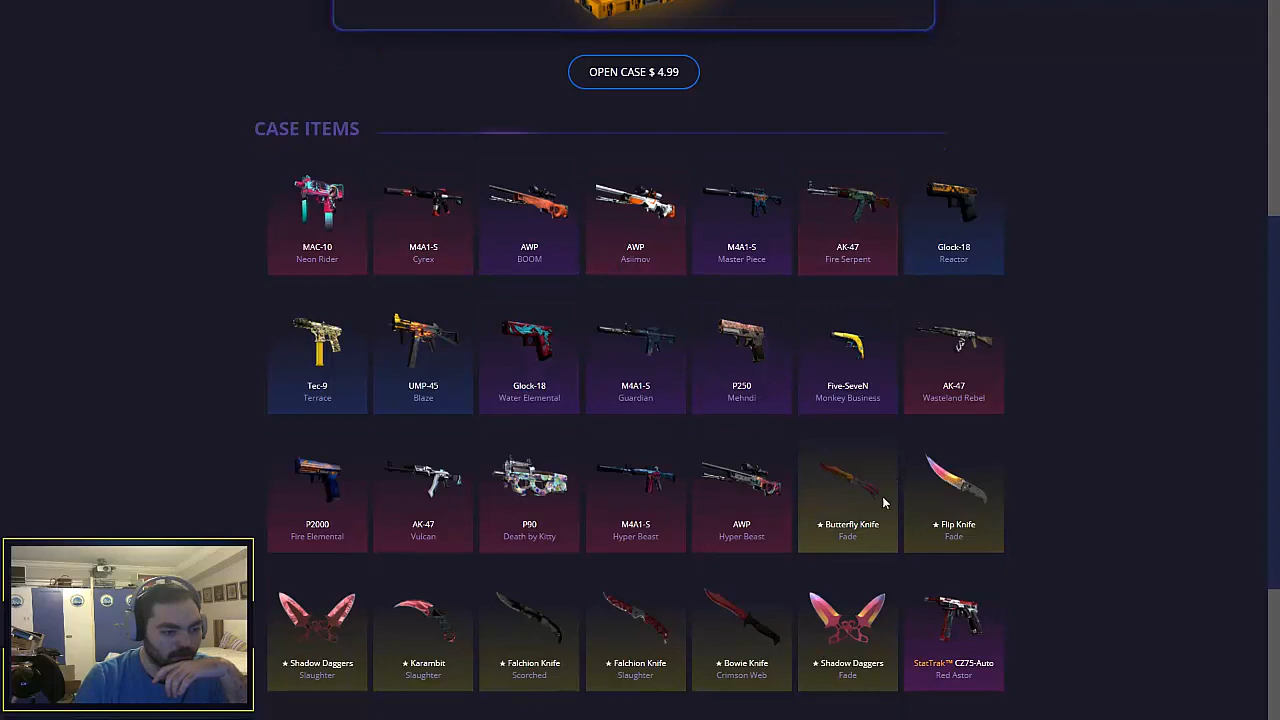 OPEN CASE $ 4.99
CASE ITEMS
MAC-10
Neon Rider
M4A1-S
Cyrex
AWP
BOOM
AWP
Asiimov
M4A1-S
Master Piece
AK-47
Fire Serpent
Glock-18
Reactor
Tec-9
Terrace
UMP-45
Blaze
Glock-18
Water Elemental
M4A1-S
Guardian
P250
Mehndi
Five-SeveN
Monkey Business
AK-47
Wasteland Rebel
P2000
Fire Elemental
AK-47
Vulcan
P90
Death by Kitty
M4A1-S
Hyper Beast
AWP
Hyper Beast
★ Butterfly Knife
Fade
★ Flip Knife
Fade
★ Shadow Daggers
Slaughter
★ Karambit
Slaughter
★ Falchion Knife
Scorched
★ Falchion Knife
Slaughter
★ Bowie Knife
Crimson Web
★ Shadow Daggers
Fade
StatTrak™ CZ75-Auto
Red Astor